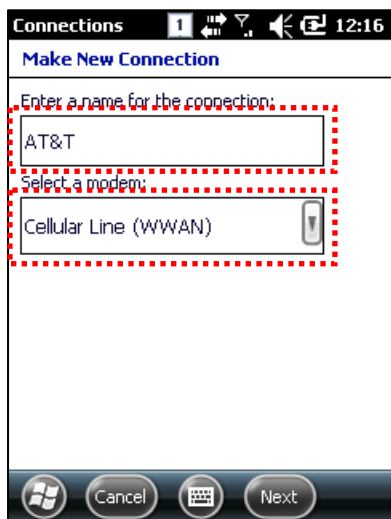 Connections 1 12:16
Make New Connection
Enter a name for the connection:
AT&T
Select a modem:
Cellular Line (WWAN)
Cancel Next